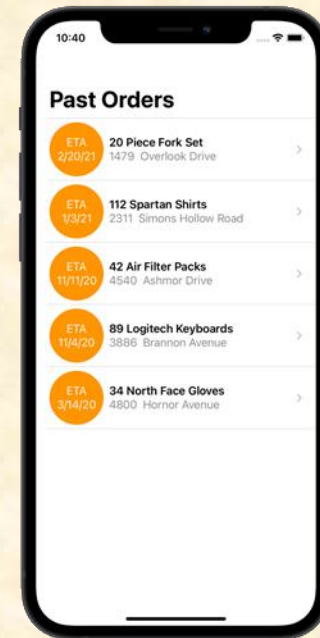 10:40
Past Orders
ETA
2/20/21
20 Piece Fork Set
1479 Overlook Drive
ETA
1/3/21
112 Spartan Shirts
2311 Simons Hollow Road
ETA
11/11/20
42 Air Filter Packs
4540 Ashmor Drive
ETA
11/4/20
89 Logitech Keyboards
3886 Brannon Avenue
ETA
3/14/20
34 North Face Gloves
4800 Hornor Avenue